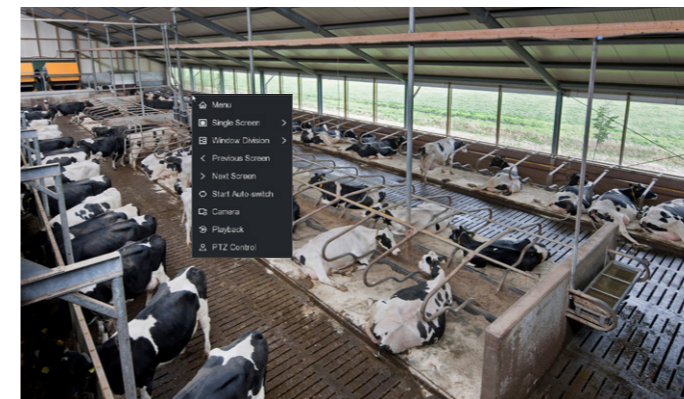 Menu
Single Screen
Window Division
Previous Screen
Next Screen
Start Auto-switch
Camera
Playback
PTZ Control